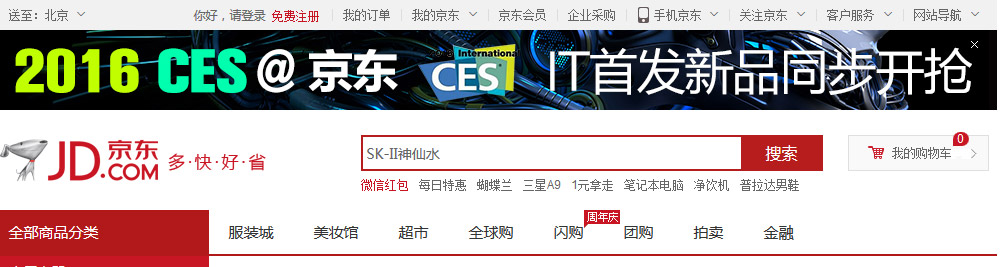 送至：北京 你好，请登录 免费注册 我的订单 我的京东 京东会员 企业采购 手机京东 关注京东 客户服务 网站导航
2016 CES @ 京东 International CES IT首发新品同步开抢
JD.COM 京东 多·快·好·省 SK-II神仙水 搜索 我的购物车 0
微信红包 每日特惠 蝴蝶兰 三星A9 1元拿走 笔记本电脑 净饮机 普拉达男鞋
周年庆
全部商品分类 服装城 美妆馆 超市 全球购 闪购 团购 拍卖 金融